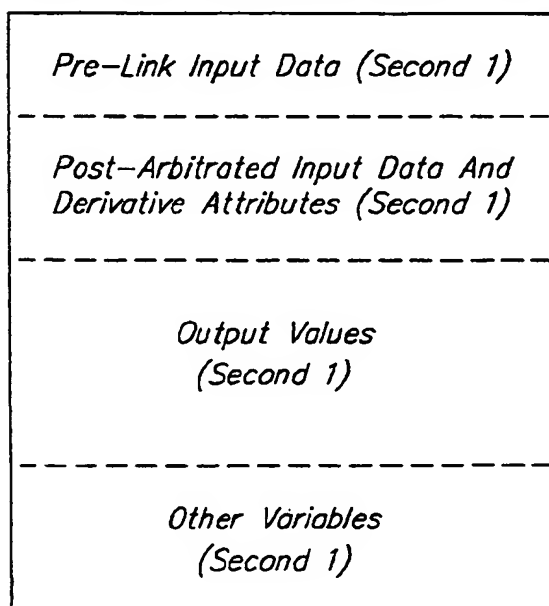 Pre-Link Input Data (Second 1)
Post-Arbitrated Input Data And
Derivative Attributes (Second 1)
Output Values
(Second 1)
Other Variables
(Second 1)